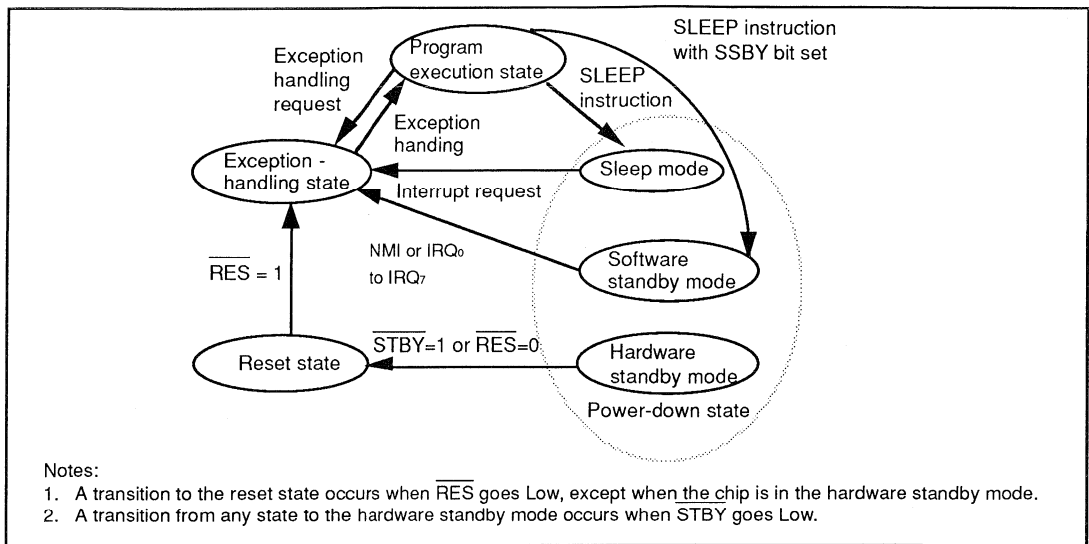 SLEEP instruction
with SSBY bit set
Program
execution state
Exception
handling
request
SLEEP
instruction
Exception
handing
Exception -
handling state
Sleep mode
Interrupt request
NMI or IRQ0
to IRQ7
Software
standby mode
RES = 1
STBY=1 or RES=0
Reset state
Hardware
standby mode
Power-down state
Notes:
1. A transition to the reset state occurs when RES goes Low, except when the chip is in the hardware standby mode.
2. A transition from any state to the hardware standby mode occurs when STBY goes Low.